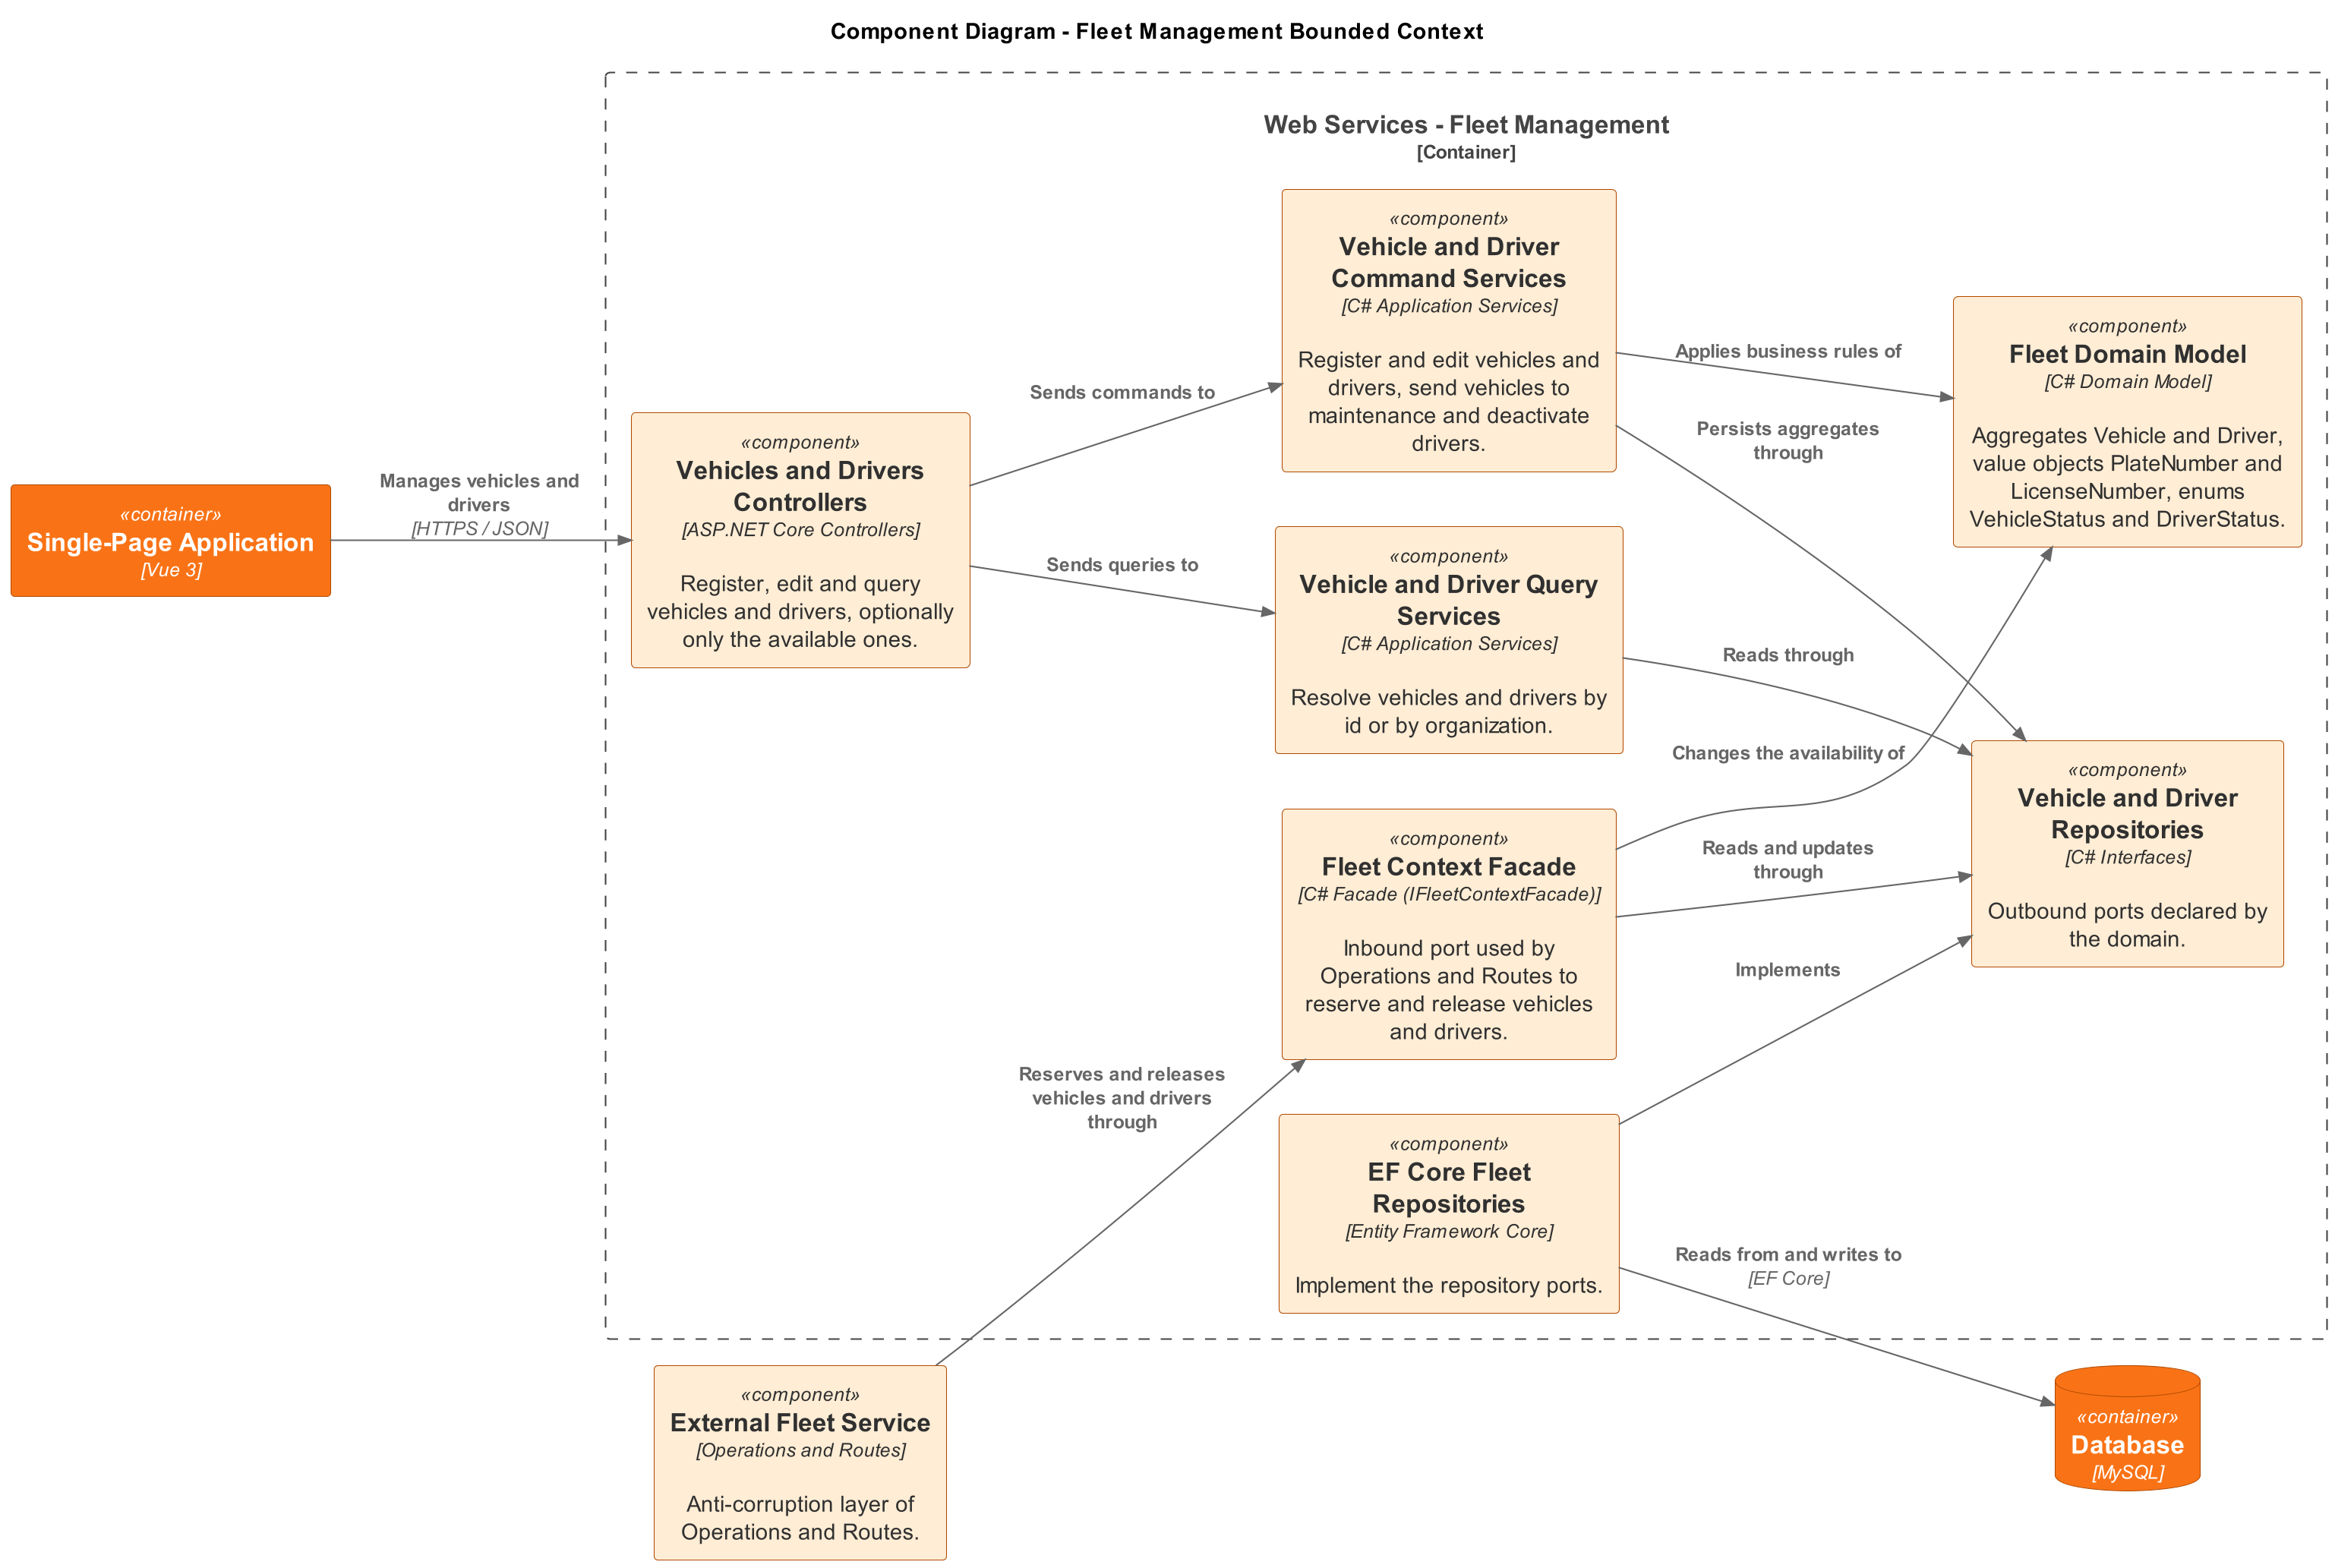 Component Diagram - Fleet Management Bounded Context
Web Services - Fleet Management
[Container]
«container»
Single-Page Application
[Vue 3]
Manages vehicles and
drivers
[HTTPS / JSON]
«component»
Vehicles and Drivers
Controllers
[ASP.NET Core Controllers]
Register, edit and query
vehicles and drivers, optionally
only the available ones.
Sends commands to
Sends queries to
«component»
Vehicle and Driver
Command Services
[C# Application Services]
Register and edit vehicles and
drivers, send vehicles to
maintenance and deactivate
drivers.
«component»
Vehicle and Driver Query
Services
[C# Application Services]
Resolve vehicles and drivers by
id or by organization.
«component»
Fleet Context Facade
[C# Facade (IFleetContextFacade)]
Inbound port used by
Operations and Routes to
reserve and release vehicles
and drivers.
«component»
EF Core Fleet
Repositories
[Entity Framework Core]
Implement the repository ports.
Applies business rules of
Persists aggregates
through
Reads through
Changes the availability of
Reads and updates
through
Implements
Reads from and writes to
[EF Core]
«component»
Fleet Domain Model
[C# Domain Model]
Aggregates Vehicle and Driver,
value objects PlateNumber and
LicenseNumber, enums
VehicleStatus and DriverStatus.
«component»
Vehicle and Driver
Repositories
[C# Interfaces]
Outbound ports declared by
the domain.
Reserves and releases
vehicles and drivers
through
«component»
External Fleet Service
[Operations and Routes]
Anti-corruption layer of
Operations and Routes.
«container»
Database
[MySQL]